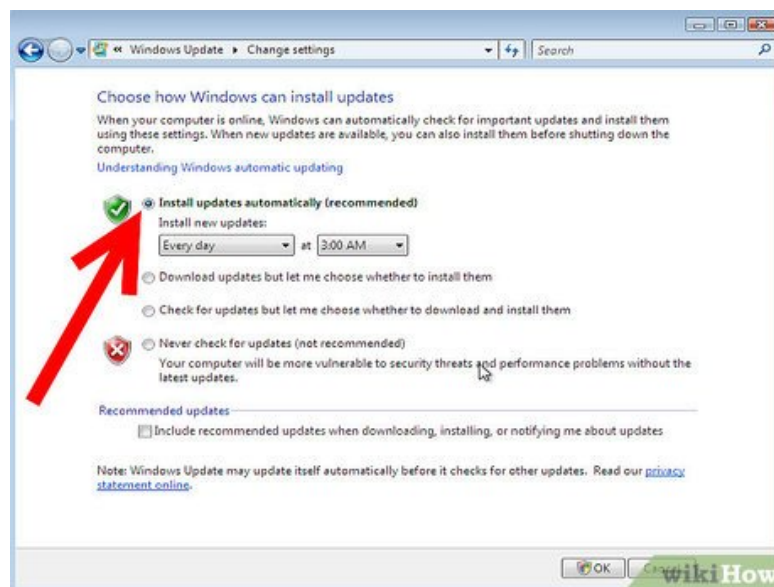 « Windows Update ▸ Change settings
Search
Choose how Windows can install updates
When your computer is online, Windows can automatically check for important updates and install them
using these settings. When new updates are available, you can also install them before shutting down the
computer.
Understanding Windows automatic updating
Install updates automatically (recommended)
Install new updates:
Every day at 3:00 AM
Download updates but let me choose whether to install them
Check for updates but let me choose whether to download and install them
Never check for updates (not recommended)
Your computer will be more vulnerable to security threats and performance problems without the
latest updates.
Recommended updates
Include recommended updates when downloading, installing, or notifying me about updates
Note: Windows Update may update itself automatically before it checks for other updates. Read our privacy
statement online.
OK
wikiHow